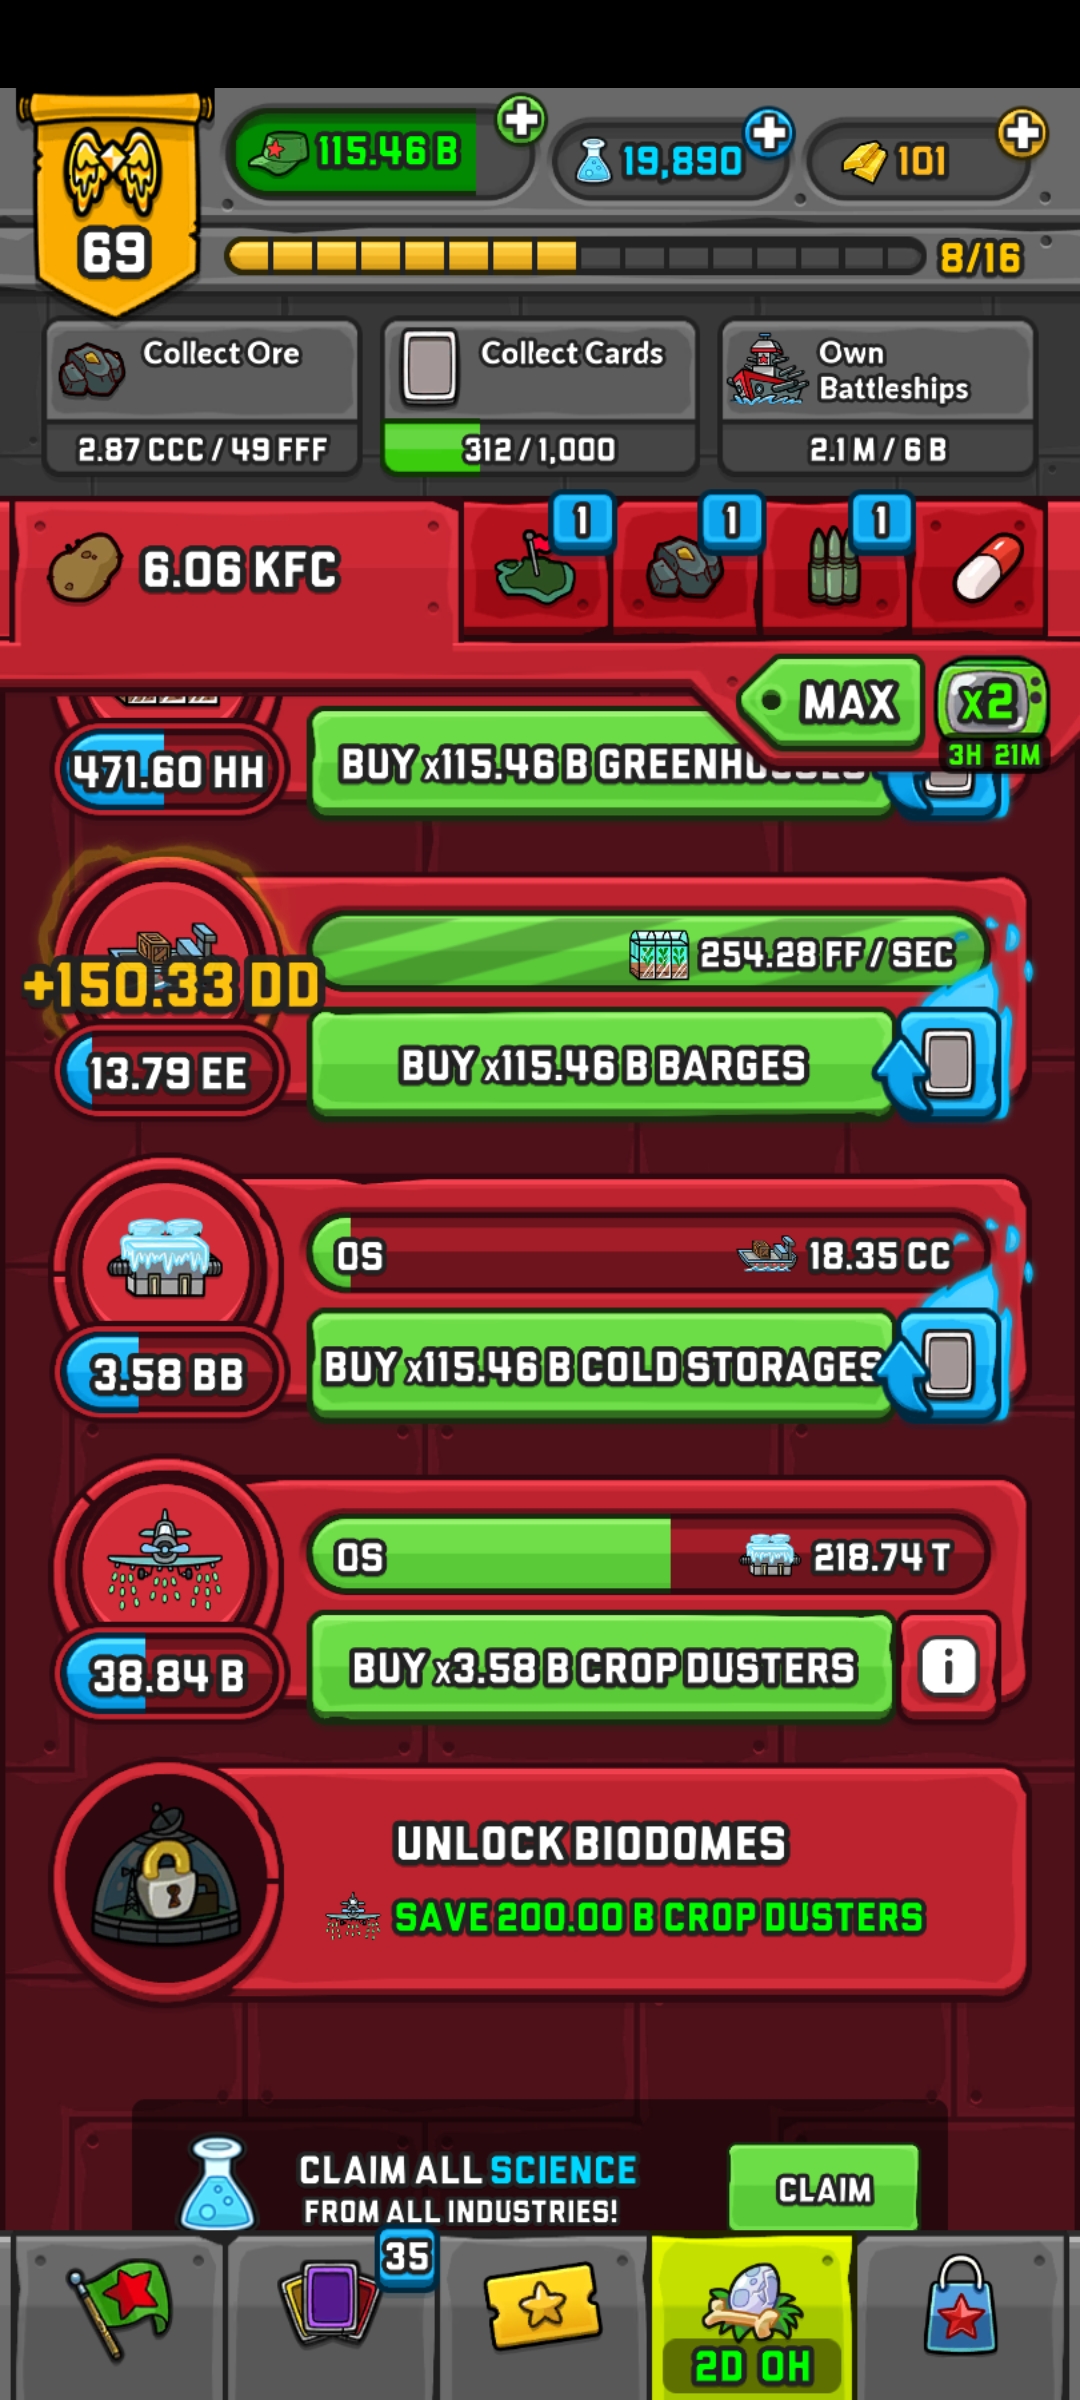 115.46 B
19,890
101
69
8/16
Collect Ore
2.87 CCC / 49 FFF
Collect Cards
312 / 1,000
Own
Battleships
2.1 M / 6 B
6.06 KFC
1
1
1
MAX
x2
3H 21M
471.60 HH
BUY x115.46 B GREENHOUSES
+150.33 DD
254.28 FF / SEC
13.79 EE
BUY x115.46 B BARGES
0S
18.35 CC
3.58 BB
BUY x115.46 B COLD STORAGES
0S
218.74 T
38.84 B
BUY x3.58 B CROP DUSTERS
i
UNLOCK BIODOMES
SAVE 200.00 B CROP DUSTERS
CLAIM ALL SCIENCE
FROM ALL INDUSTRIES!
CLAIM
35
2D 0H